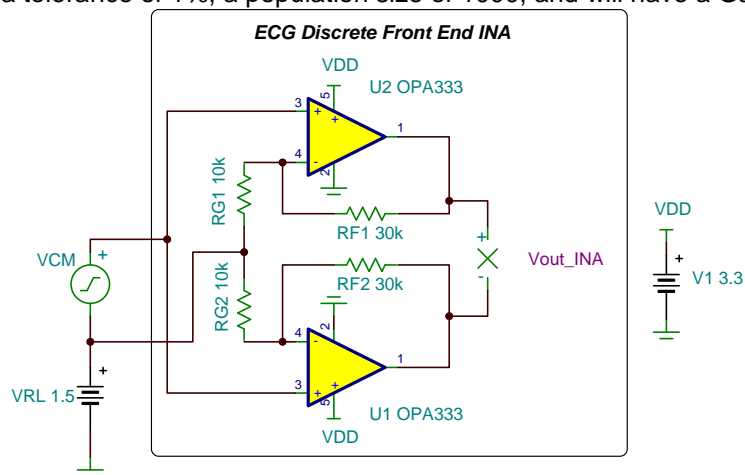 a tolerance of 1%, a population size of 1000, and will have a
ECG Discrete Front End INA
VDD
U2 OPA333
3
+
5
+
1
4
-
2
RG1 10k
RF1 30k
VDD
VCM
+
+
Vout_INA
-
+
V1 3.3
RG2 10k
RF2 30k
2
4
-
1
+
VRL 1.5
3
+
+
5
U1 OPA333
VDD